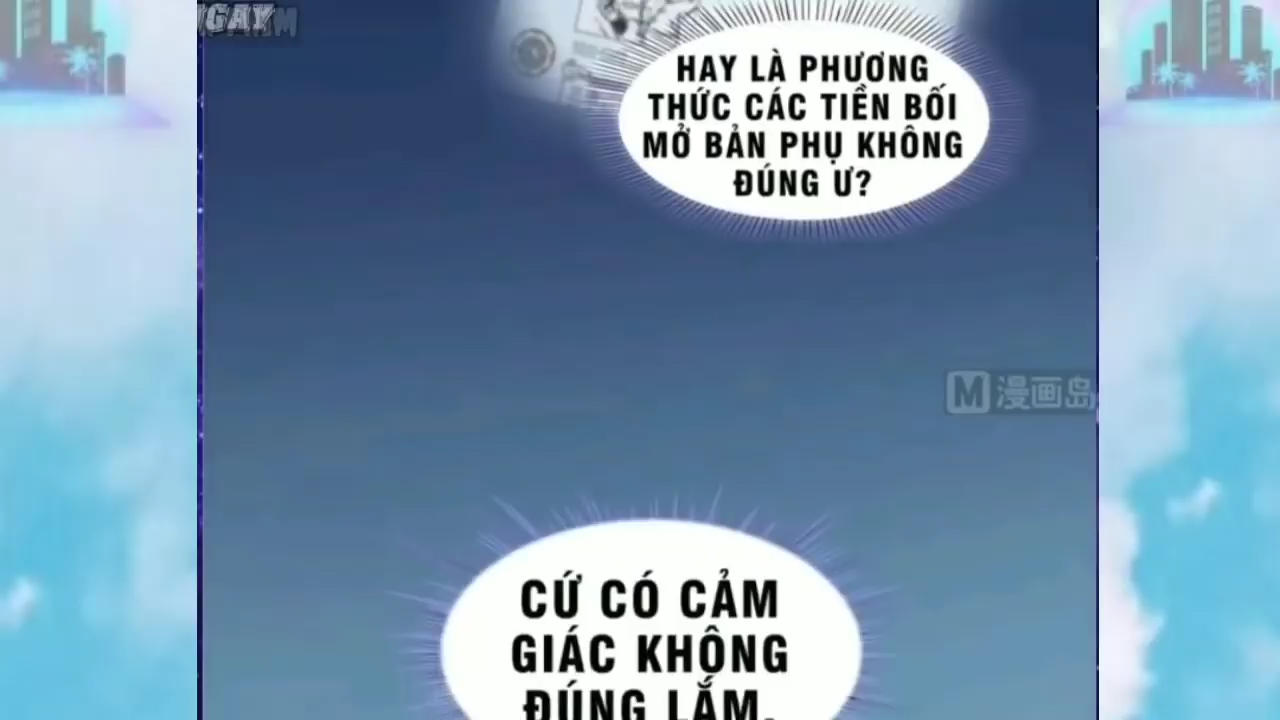 NGAY
HAY LÀ PHƯƠNG
THỨC CÁC TIỀN BỐI
MỞ BẢN PHỤ KHÔNG
ĐÚNG Ư?
M 漫画岛
CỨ CÓ CẢM
GIÁC KHÔNG
ĐÚNG LẮM.